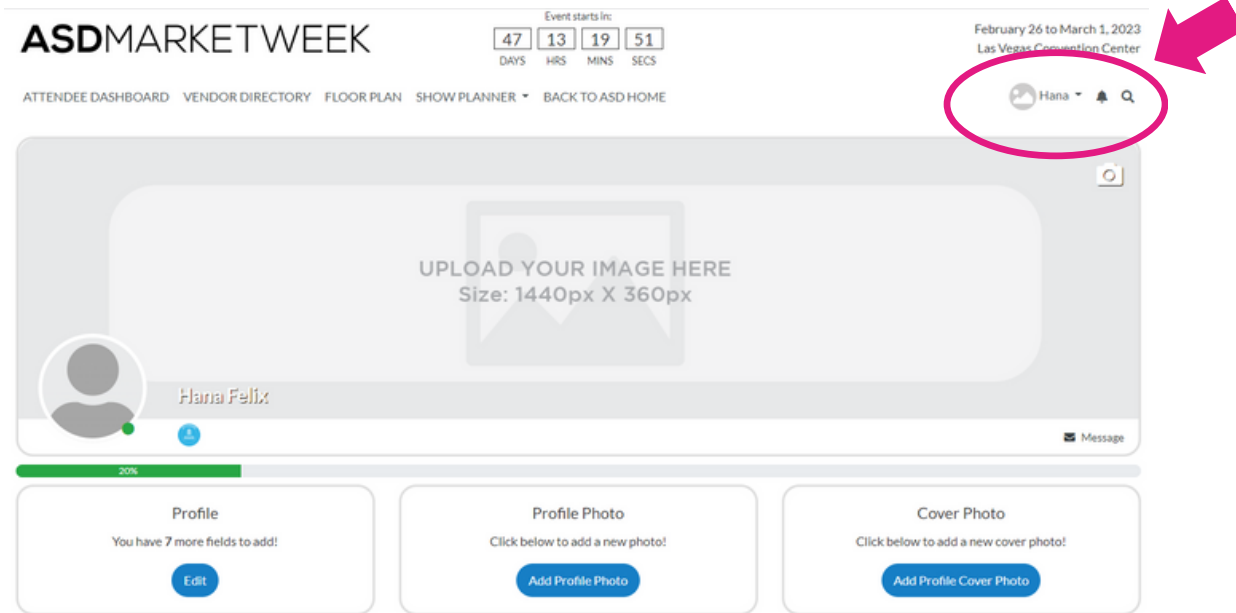 ASDMARKETWEEK
Event starts in:
47 13 19 51
DAYS HRS MINS SECS
February 26 to March 1, 2023
Las Vegas Convention Center
ATTENDEE DASHBOARD VENDOR DIRECTORY FLOOR PLAN SHOW PLANNER BACK TO ASD HOME
Hana
UPLOAD YOUR IMAGE HERE
Size: 1440px X 360px
Hana Felix
Message
20%
Profile
You have 7 more fields to add!
Edit
Profile Photo
Click below to add a new photo!
Add Profile Photo
Cover Photo
Click below to add a new cover photo!
Add Profile Cover Photo